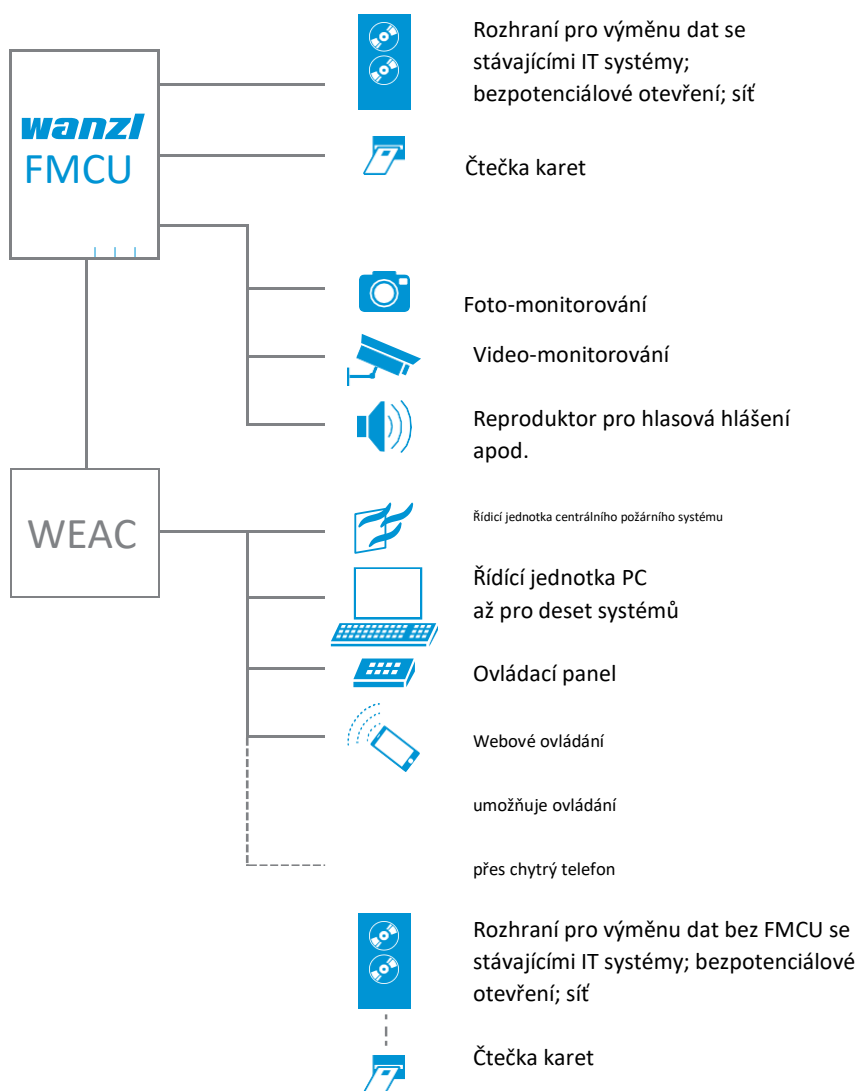 Rozhraní pro výměnu dat se
stávajícími IT systémy;
bezpotenciálové otevření; síť
wanzl
FMCU
Čtečka karet
Foto-monitorování
Video-monitorování
Reproduktor pro hlasová hlášení
apod.
WEAC
Řídicí jednotka centrálního požárního systému
Řídící jednotka PC
až pro deset systémů
Ovládací panel
Webové ovládání
umožňuje ovládání
přes chytrý telefon
Rozhraní pro výměnu dat bez FMCU se
stávajícími IT systémy; bezpotenciálové
otevření; síť
Čtečka karet